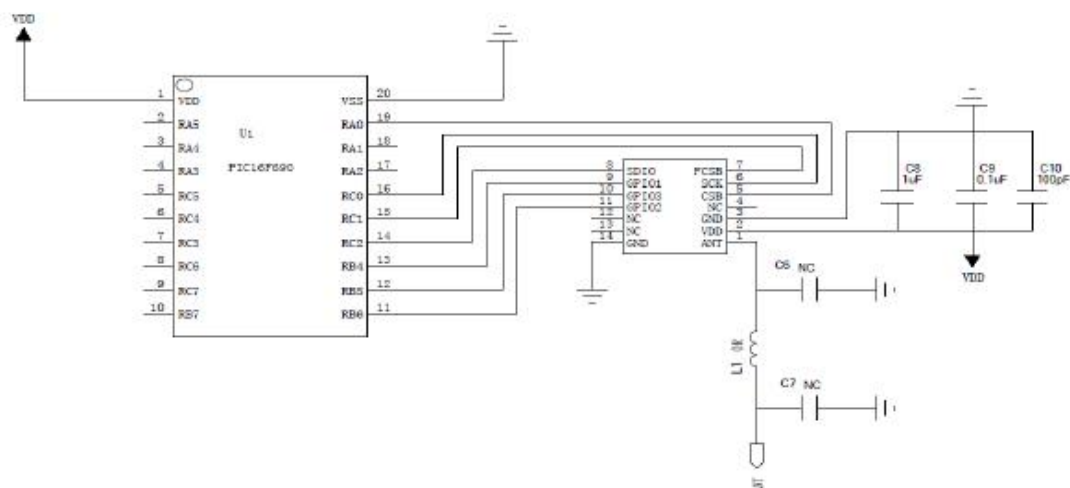 VDD
1 VDD VSS 20
2 RA5 RA0 19
3 RA4 U1 RA1 18
4 RA3 PIC16F690 RA2 17
5 RC5 RC0 16
6 RC4 RC1 15
7 RC3 RC2 14
8 RC6 RB4 13
9 RC7 RB5 12
10 RB7 RB6 11
8 SDIO FCSB 7
9 GPIO1 SCK 6
10 GPIO3 CSB 5
11 GPIO2 NC 4
12 NC GND 3
13 NC VDD 2
14 GND ANT 1
C8
1uF
C9
0.1uF
C10
100pF
VDD
C6 NC
L1 0R
C7 NC